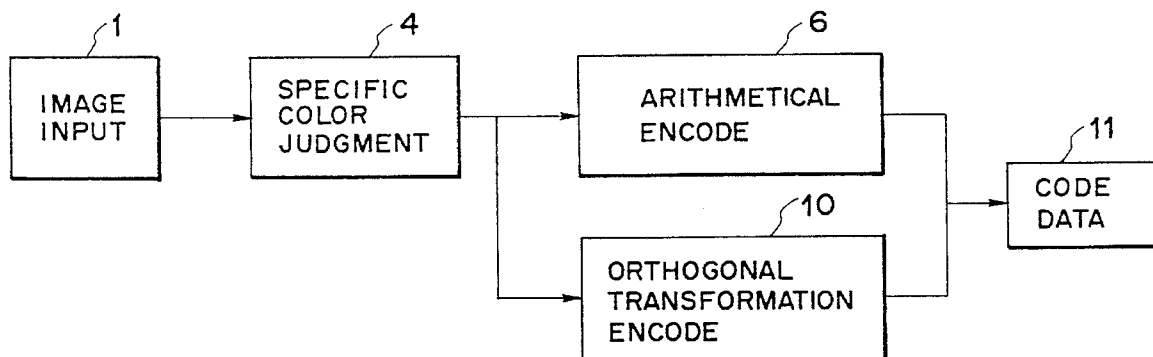 1
IMAGE
INPUT
4
SPECIFIC
COLOR
JUDGMENT
6
ARITHMETICAL
ENCODE
10
ORTHOGONAL
TRANSFORMATION
ENCODE
11
CODE
DATA